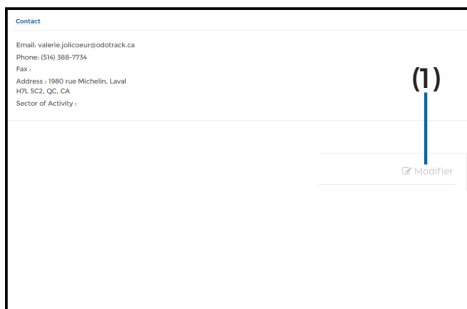 Contact
Email: valerie.jolicoeur@odotrack.ca
Phone: (514) 388-7734
Fax :
Address : 1980 rue Michelin, Laval
H7L 5C2, QC, CA
Sector of Activity :
(1)
Modifier